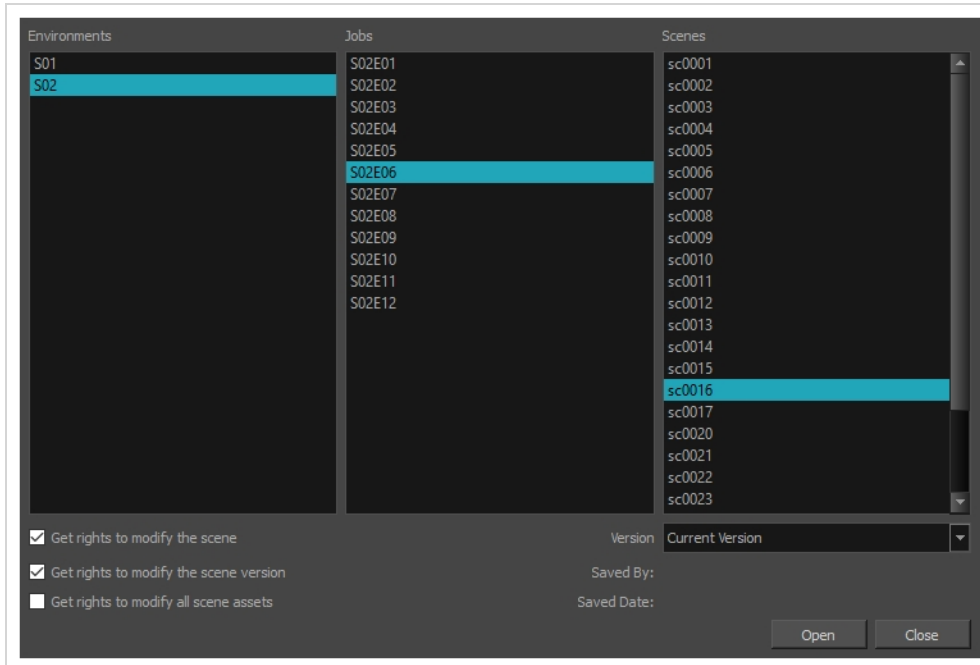 Environments
S01
S02
Jobs
S02E01
S02E02
S02E03
S02E04
S02E05
S02E06
S02E07
S02E08
S02E09
S02E10
S02E11
S02E12
Scenes
sc0001
sc0002
sc0003
sc0004
sc0005
sc0006
sc0007
sc0008
sc0009
sc0010
sc0011
sc0012
sc0013
sc0014
sc0015
sc0016
sc0017
sc0020
sc0021
sc0022
sc0023
Get rights to modify the scene
Get rights to modify the scene version
Get rights to modify all scene assets
Version Current Version
Saved By:
Saved Date:
Open Close